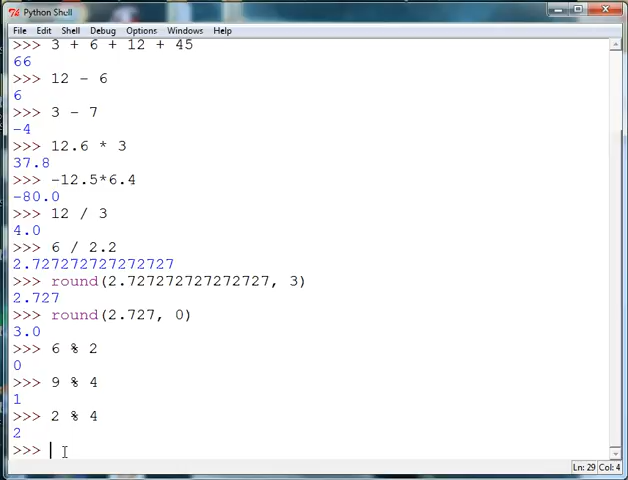 Python Shell
File Edit Shell Debug Options Windows Help
>>> 3 + 6 + 12 + 45
66
>>> 12 - 6
6
>>> 3 - 7
-4
>>> 12.6 * 3
37.8
>>> -12.5*6.4
-80.0
>>> 12 / 3
4.0
>>> 6 / 2.2
2.727272727272727
>>> round(2.727272727272727, 3)
2.727
>>> round(2.727, 0)
3.0
>>> 6 % 2
0
>>> 9 % 4
1
>>> 2 % 4
2
>>>
Ln: 29 Col: 4